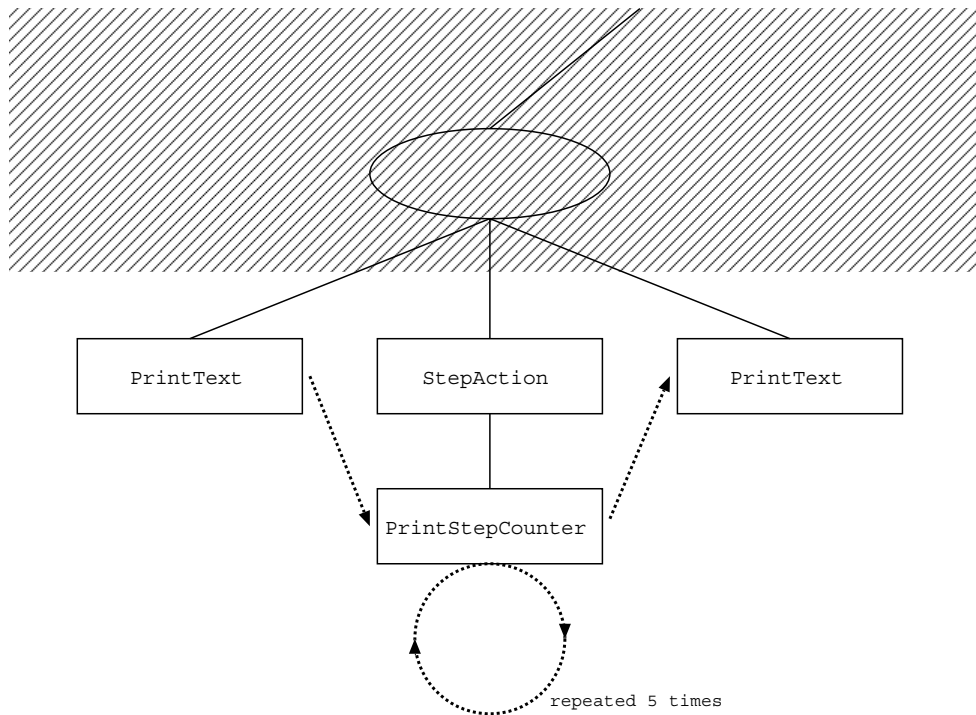 PrintText
StepAction
PrintText
PrintStepCounter
repeated 5 times